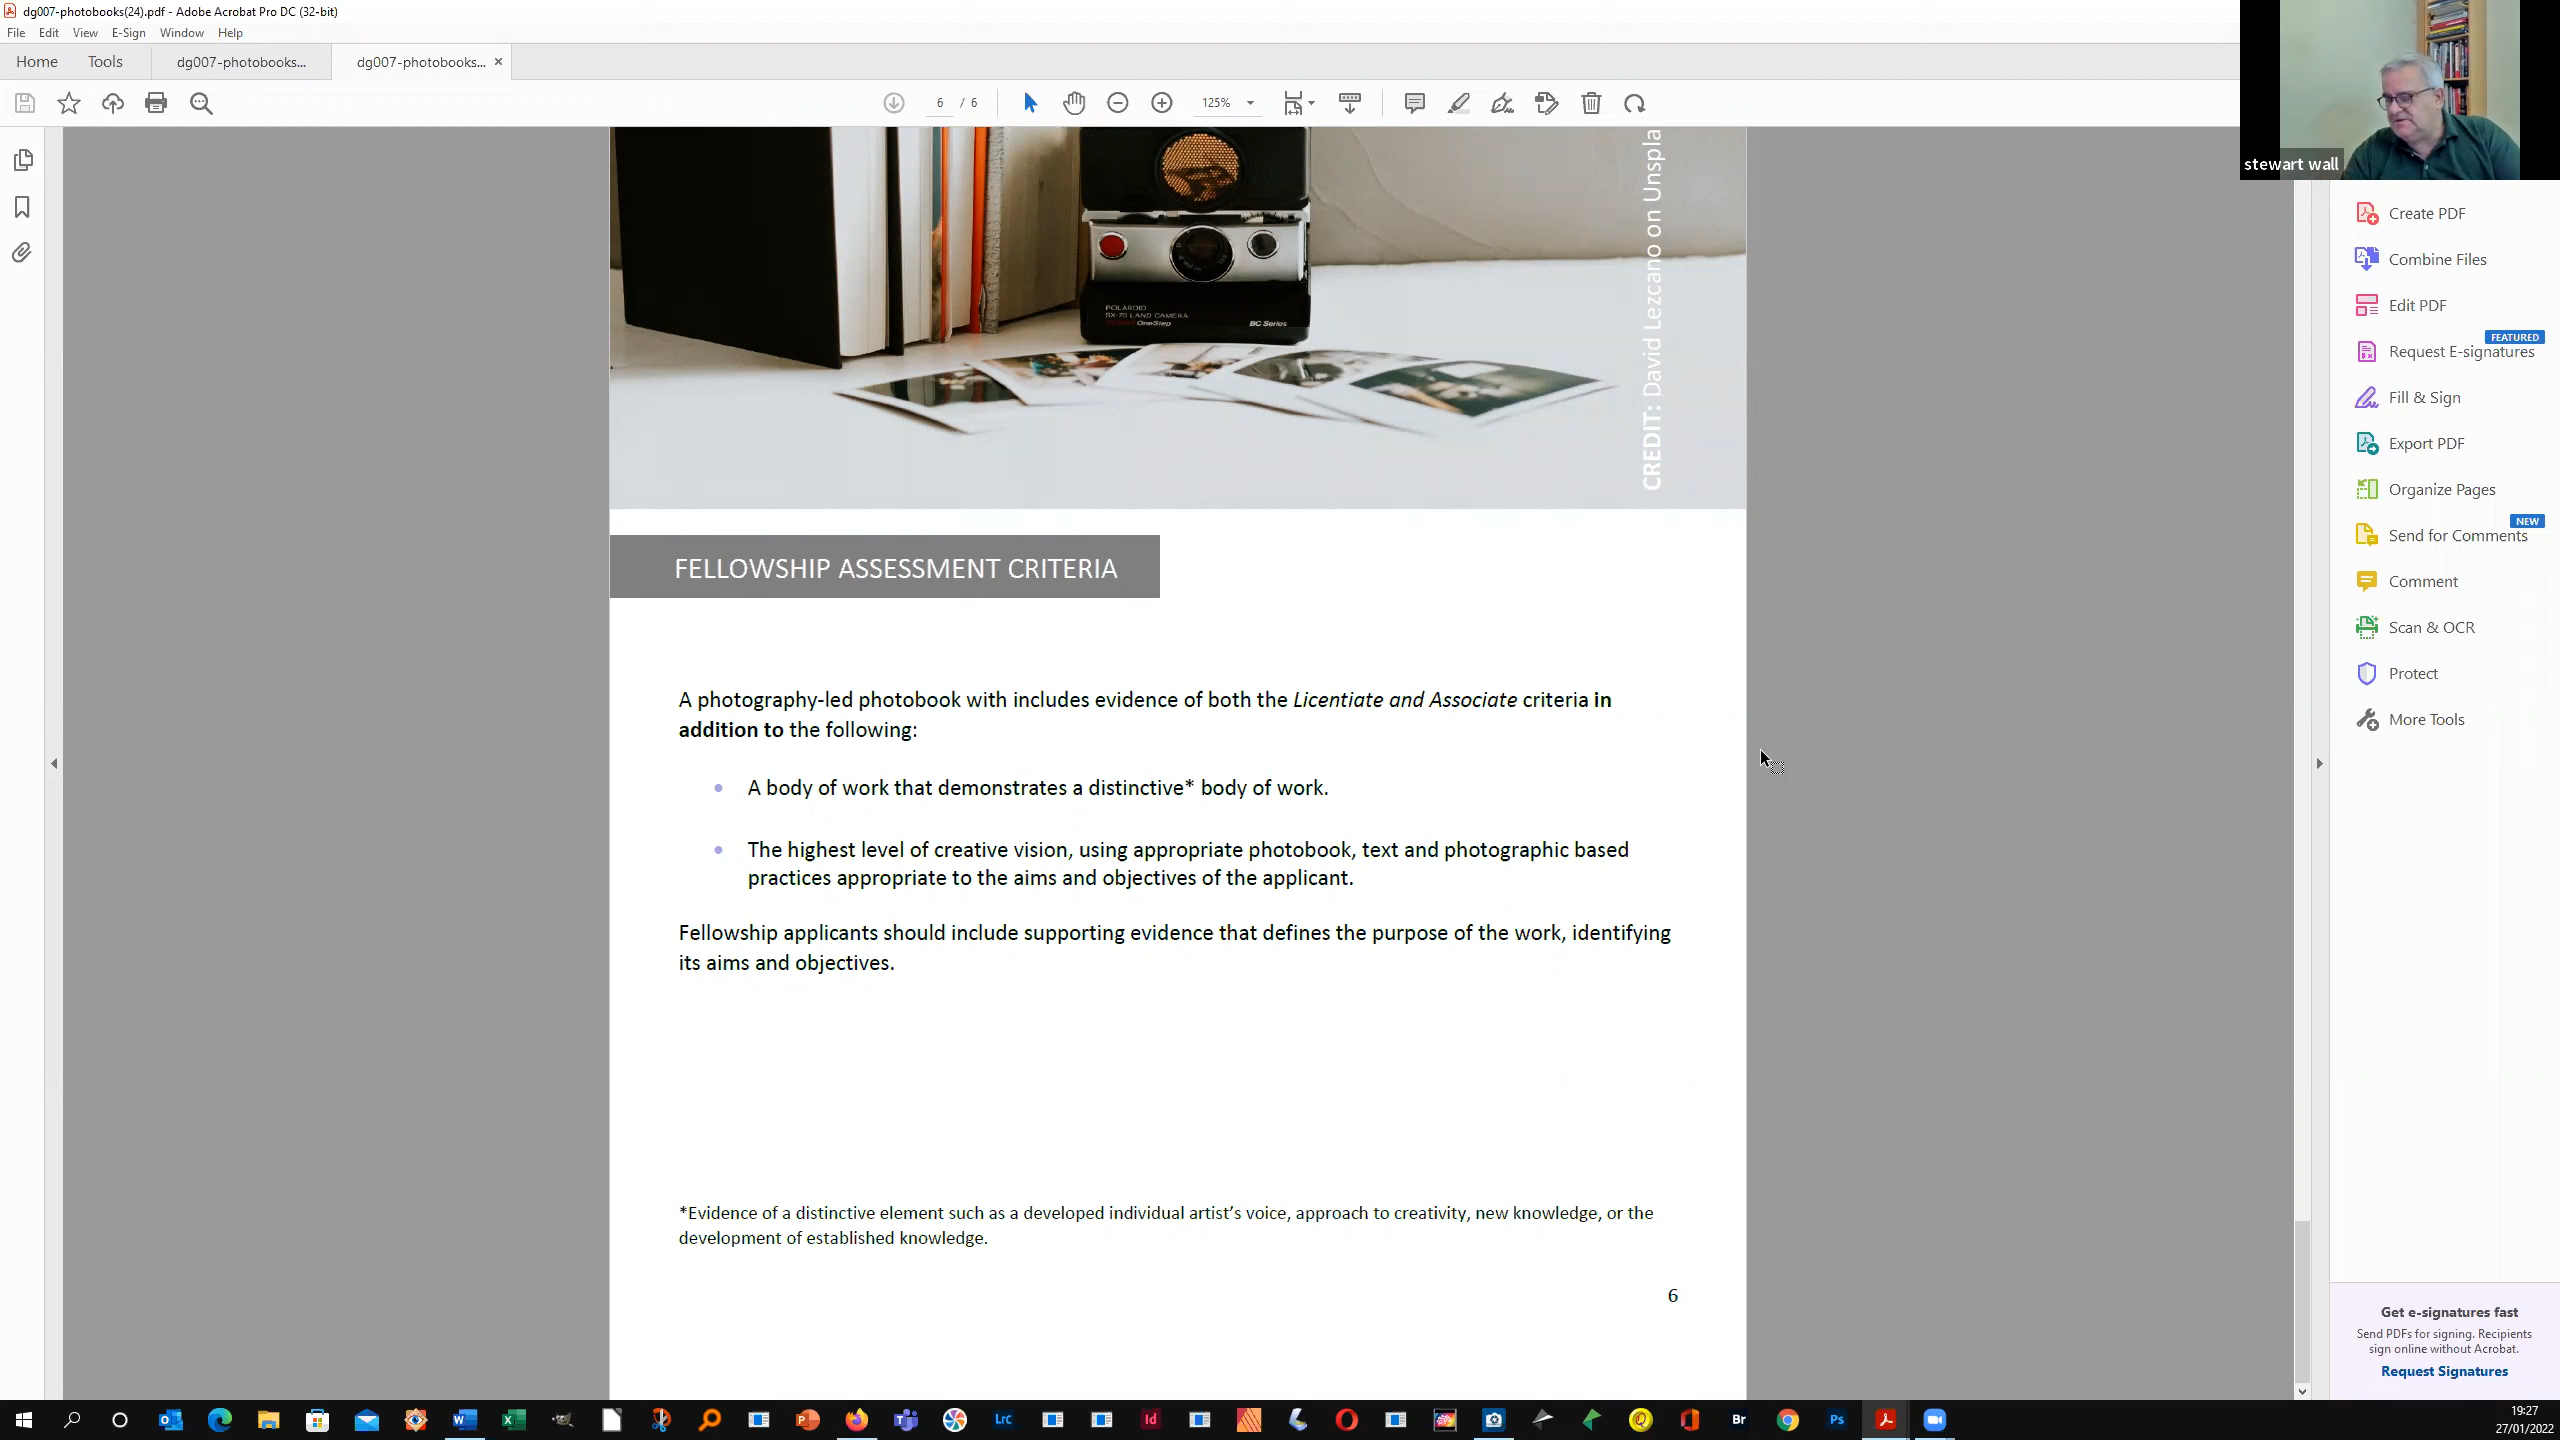 dg007-photobooks(24).pdf - Adobe Acrobat Pro DC (32-bit)
File Edit View E-Sign Window Help
Home Tools dg007-photobooks... dg007-photobooks... ×
6 / 6 125%
stewart wall
CREDIT: David Lezcano on Unspla
POLAROID
SX-70 LAND CAMERA
OneStep BC Series
FELLOWSHIP ASSESSMENT CRITERIA
A photography-led photobook with includes evidence of both the Licentiate and Associate criteria in
addition to the following:
• A body of work that demonstrates a distinctive* body of work.
• The highest level of creative vision, using appropriate photobook, text and photographic based
practices appropriate to the aims and objectives of the applicant.
Fellowship applicants should include supporting evidence that defines the purpose of the work, identifying
its aims and objectives.
*Evidence of a distinctive element such as a developed individual artist’s voice, approach to creativity, new knowledge, or the
development of established knowledge.
6
Create PDF
Combine Files
Edit PDF
FEATURED
Request E-signatures
Fill & Sign
Export PDF
Organize Pages
NEW
Send for Comments
Comment
Scan & OCR
Protect
More Tools
Get e-signatures fast
Send PDFs for signing. Recipients
sign online without Acrobat.
Request Signatures
Lrc Id Br Ps
19:27
27/01/2022